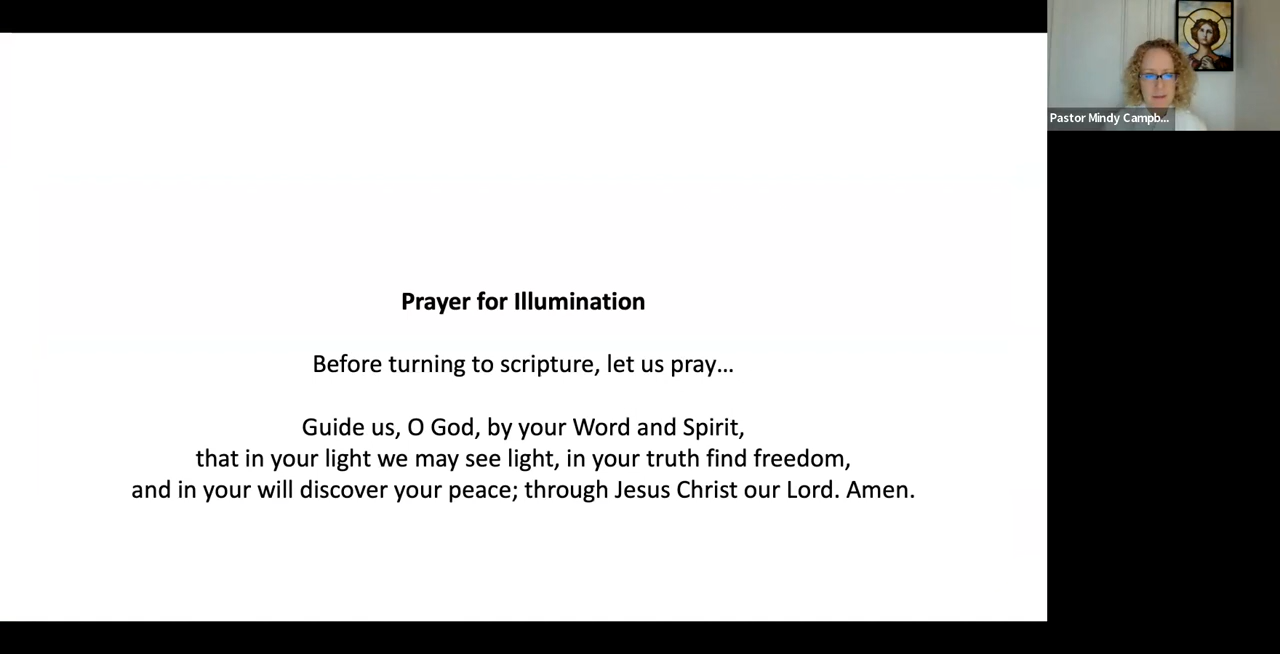 Prayer for Illumination
Before turning to scripture, let us pray...
Guide us, O God, by your Word and Spirit,
that in your light we may see light, in your truth find freedom,
and in your will discover your peace; through Jesus Christ our Lord. Amen.
Pastor Mindy Campb...